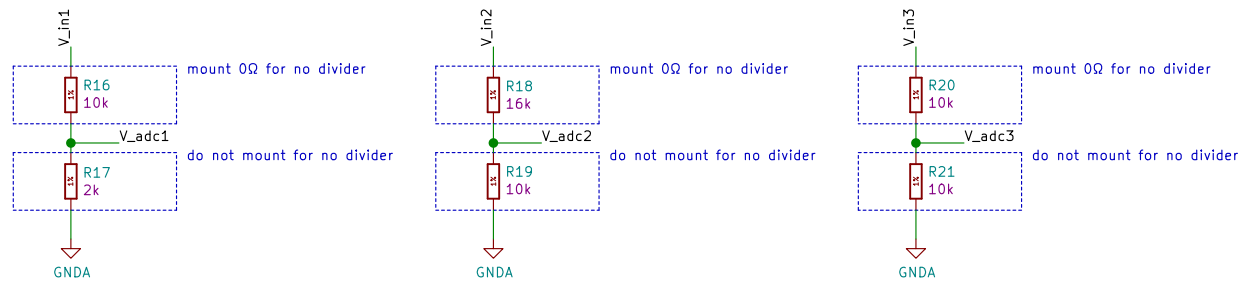 V_in1
mount 0Ω for no divider
R16
1%
10k
V_adc1
do not mount for no divider
R17
1%
2k
GNDA
V_in2
mount 0Ω for no divider
R18
1%
16k
V_adc2
do not mount for no divider
R19
1%
10k
GNDA
V_in3
mount 0Ω for no divider
R20
1%
10k
V_adc3
do not mount for no divider
R21
1%
10k
GNDA